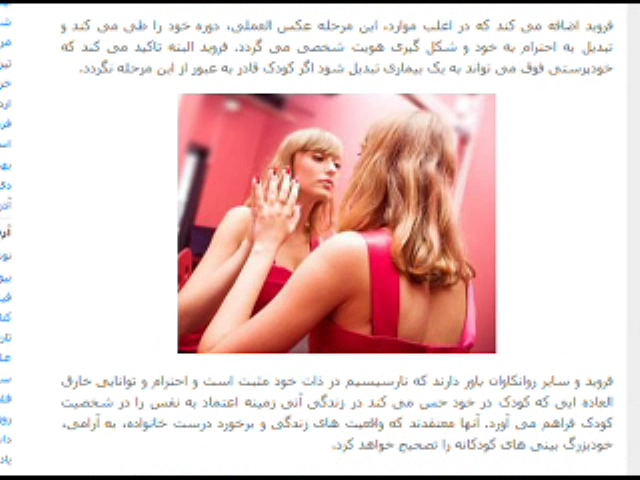 فروید اضافه می کند که در اغلب موارد، این مرحله عکس العملی، دوره خود را طی می کند و
تبدیل به احترام به خود و شکل گیری هویت شخصی می گردد. فروید البته تاکید می کند که
خودپرستی فوق می تواند به یک بیماری تبدیل شود اگر کودک قادر به عبور از این مرحله نگردد.
فروید و سایر روانکاوان باور دارند که نارسیسیم در ذات خود مثبت است و احترام و توانایی خارق
العاده ایی که کودک در خود حس می کند در زندگی آتی زمینه اعتماد به نفس را در شخصیت
کودک فراهم می آورد. آنها معتقدند که واقعیت های زندگی و برخورد درست خانواده، به آرامی،
خودبزرگ بینی های کودکانه را تصحیح خواهد کرد.